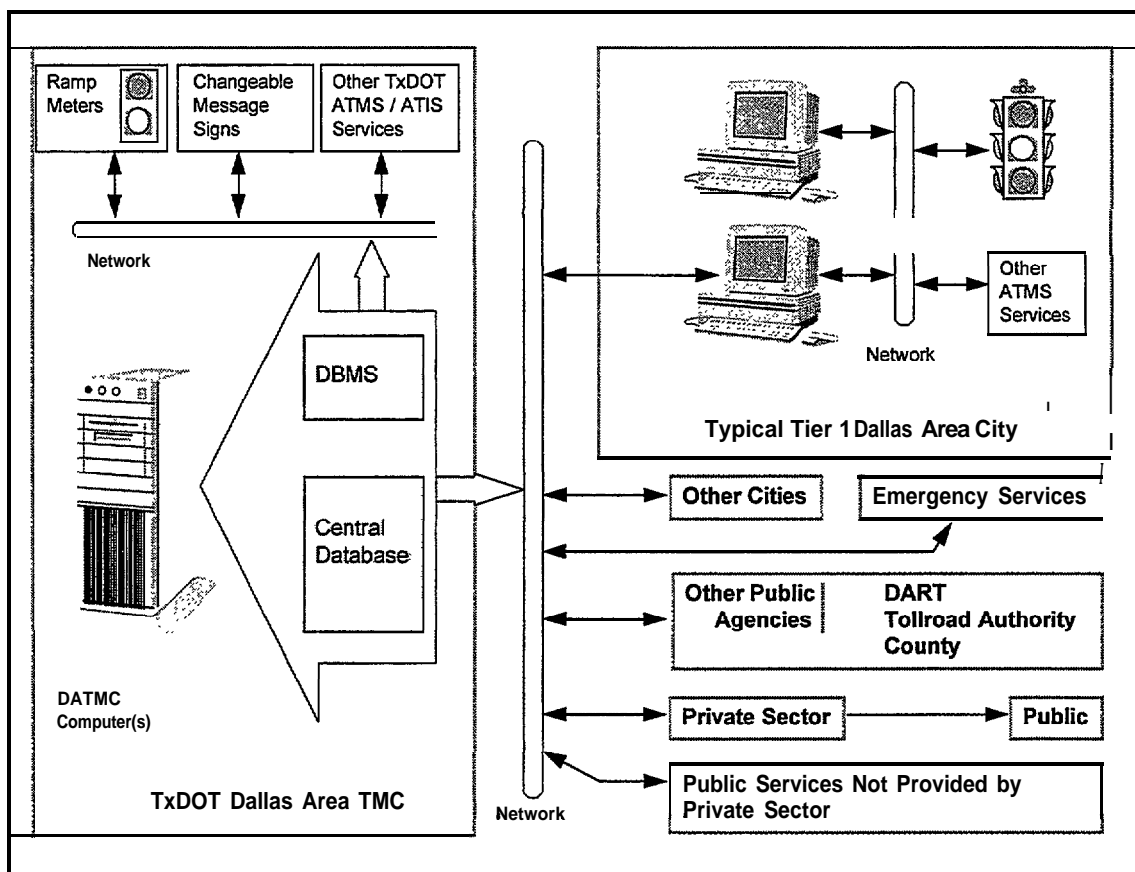 Ramp
Meters
Changeable
Message
Signs
Other TxDOT
ATMS / ATIS
Services
Network
DBMS
Central
Database
DATMC
Computer(s)
TxDOT Dallas Area TMC
Network
Other
ATMS
Services
Network
Typical Tier 1 Dallas Area City
Other Cities
Emergency Services
Other Public
Agencies
DART
Tollroad Authority
County
Private Sector
Public
Public Services Not Provided by
Private Sector